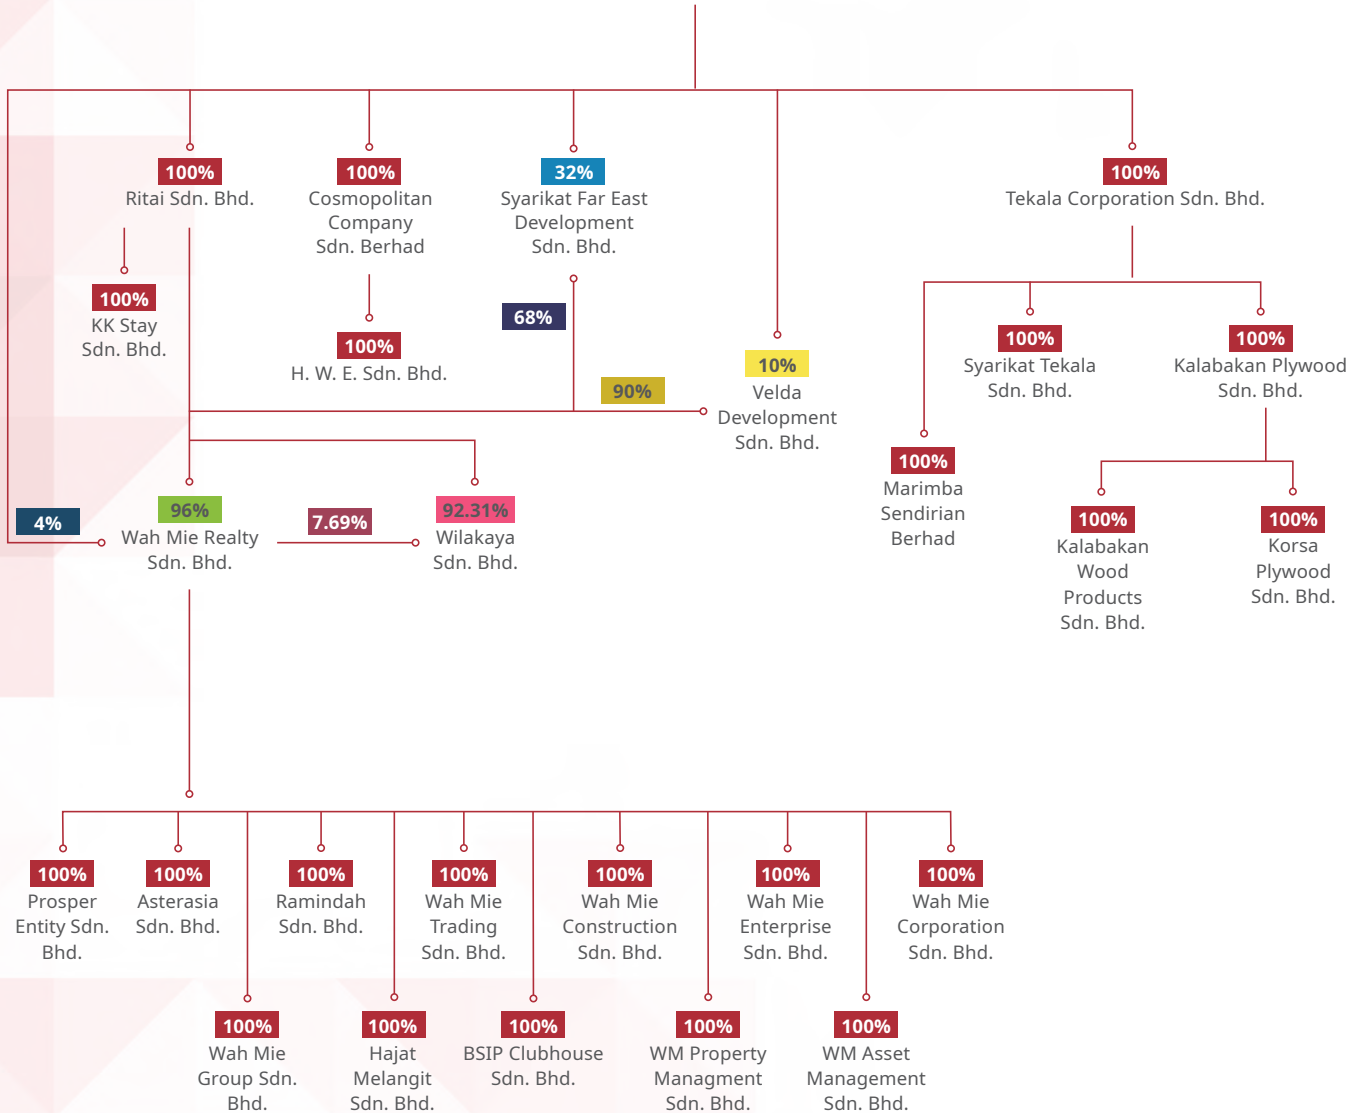 100%
Ritai Sdn. Bhd.
100%
Cosmopolitan
Company
Sdn. Berhad
32%
Syarikat Far East
Development
Sdn. Bhd.
100%
Tekala Corporation Sdn. Bhd.
100%
KK Stay
Sdn. Bhd.
100%
H. W. E. Sdn. Bhd.
68%
90%
10%
Velda
Development
Sdn. Bhd.
100%
Syarikat Tekala
Sdn. Bhd.
100%
Kalabakan Plywood
Sdn. Bhd.
100%
Marimba
Sendirian
Berhad
4%
96%
Wah Mie Realty
Sdn. Bhd.
7.69%
92.31%
Wilakaya
Sdn. Bhd.
100%
Kalabakan
Wood
Products
Sdn. Bhd.
100%
Korsa
Plywood
Sdn. Bhd.
100%
Prosper
Entity Sdn.
Bhd.
100%
Asterasia
Sdn. Bhd.
100%
Ramindah
Sdn. Bhd.
100%
Wah Mie
Trading
Sdn. Bhd.
100%
Wah Mie
Construction
Sdn. Bhd.
100%
Wah Mie
Enterprise
Sdn. Bhd.
100%
Wah Mie
Corporation
Sdn. Bhd.
100%
Wah Mie
Group Sdn.
Bhd.
100%
Hajat
Melangit
Sdn. Bhd.
100%
BSIP Clubhouse
Sdn. Bhd.
100%
WM Property
Managment
Sdn. Bhd.
100%
WM Asset
Management
Sdn. Bhd.